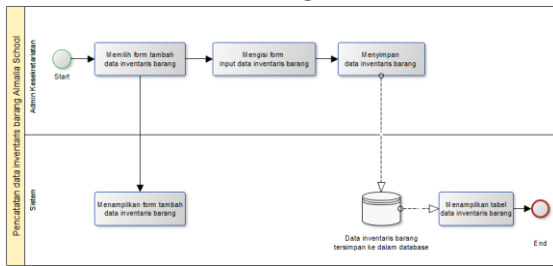 Pencatatan data inventaris barang Almalia School
Admin Kesekretariatan
Start
Memilih form tambah
data inventaris barang
Mengisi form
input data inventaris barang
Menyimpan
data inventaris barang
Sistem
Menampilkan form tambah
data inventaris barang
Data inventaris barang
tersimpan ke dalam database
Menampilkan tabel
data inventaris barang
End